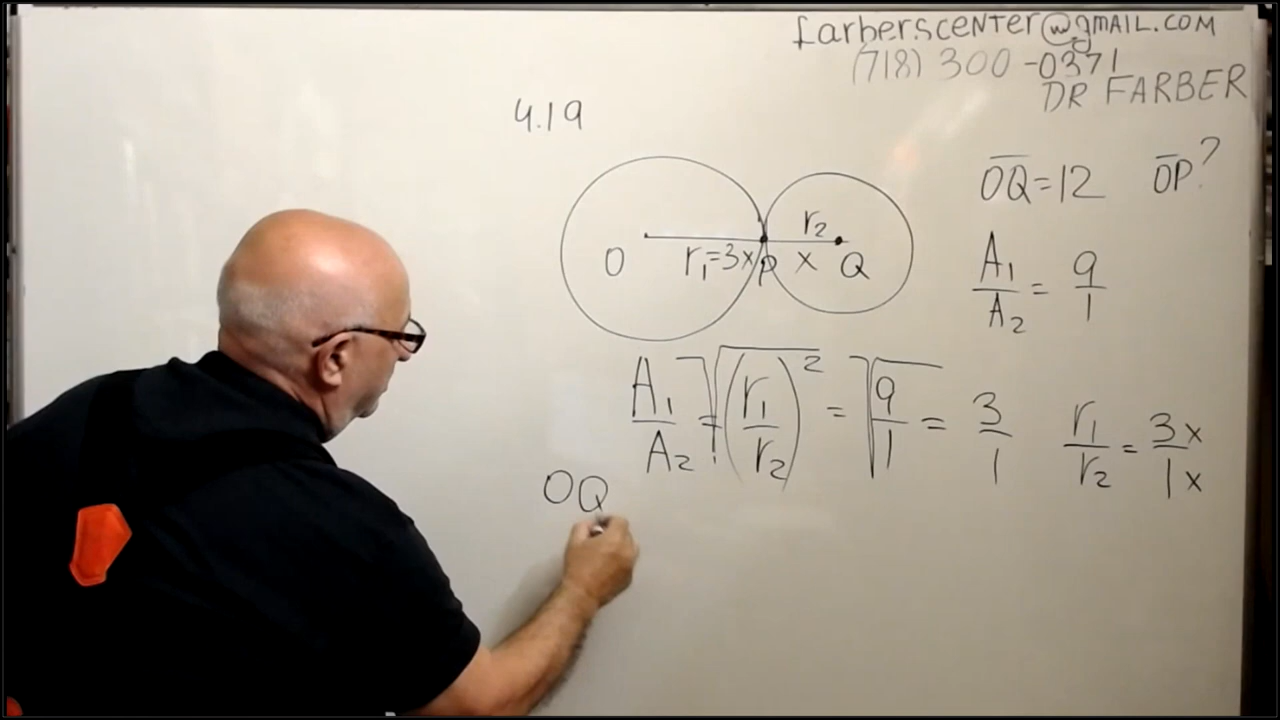 farberscenter@gmail.com
(718) 300-0371
DR FARBER
4.19
OQ=12 OP?
r₂
O r₁=3x P x Q
A₁/A₂ = 9/1
A₁/A₂ = √(r₁/r₂)² = √9/1 = 3/1 r₁/r₂ = 3x/1x
OQ